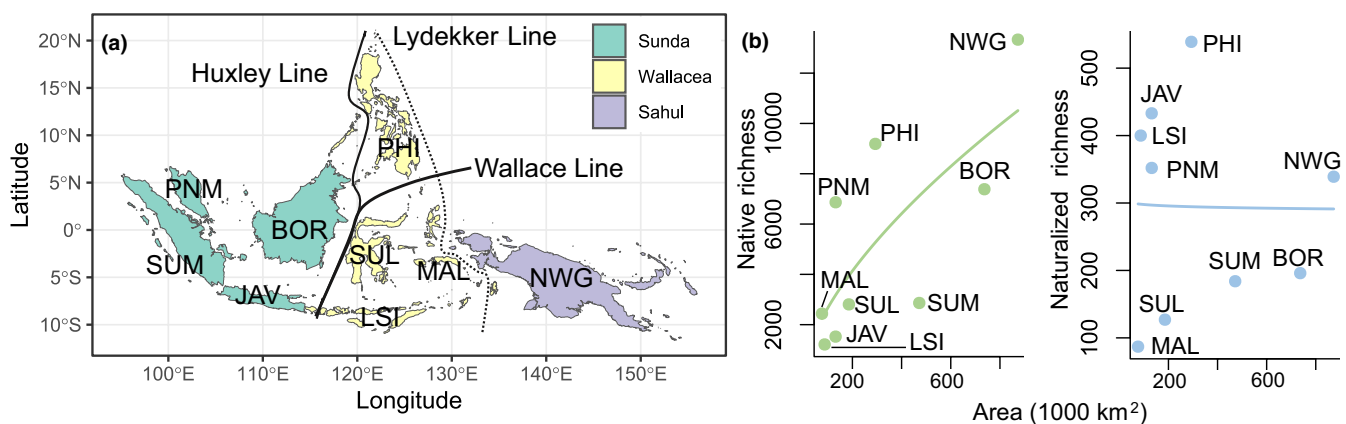 (a)
Lydekker Line
Huxley Line
Wallace Line
Sunda
Wallacea
Sahul
PHI
PNM
BOR
SUM
SUL
MAL
NWG
JAV
LSI
Latitude
20°N
15°N
10°N
5°N
0°
5°S
10°S
100°E
110°E
120°E
130°E
140°E
150°E
Longitude
(b)
Native richness
2000
6000
10000
NWG
PHI
BOR
PNM
MAL
SUL
SUM
JAV
LSI
200
600
Naturalized richness
100
200
300
400
500
PHI
JAV
LSI
PNM
NWG
SUM
BOR
SUL
MAL
200
600
Area (1000 km²)